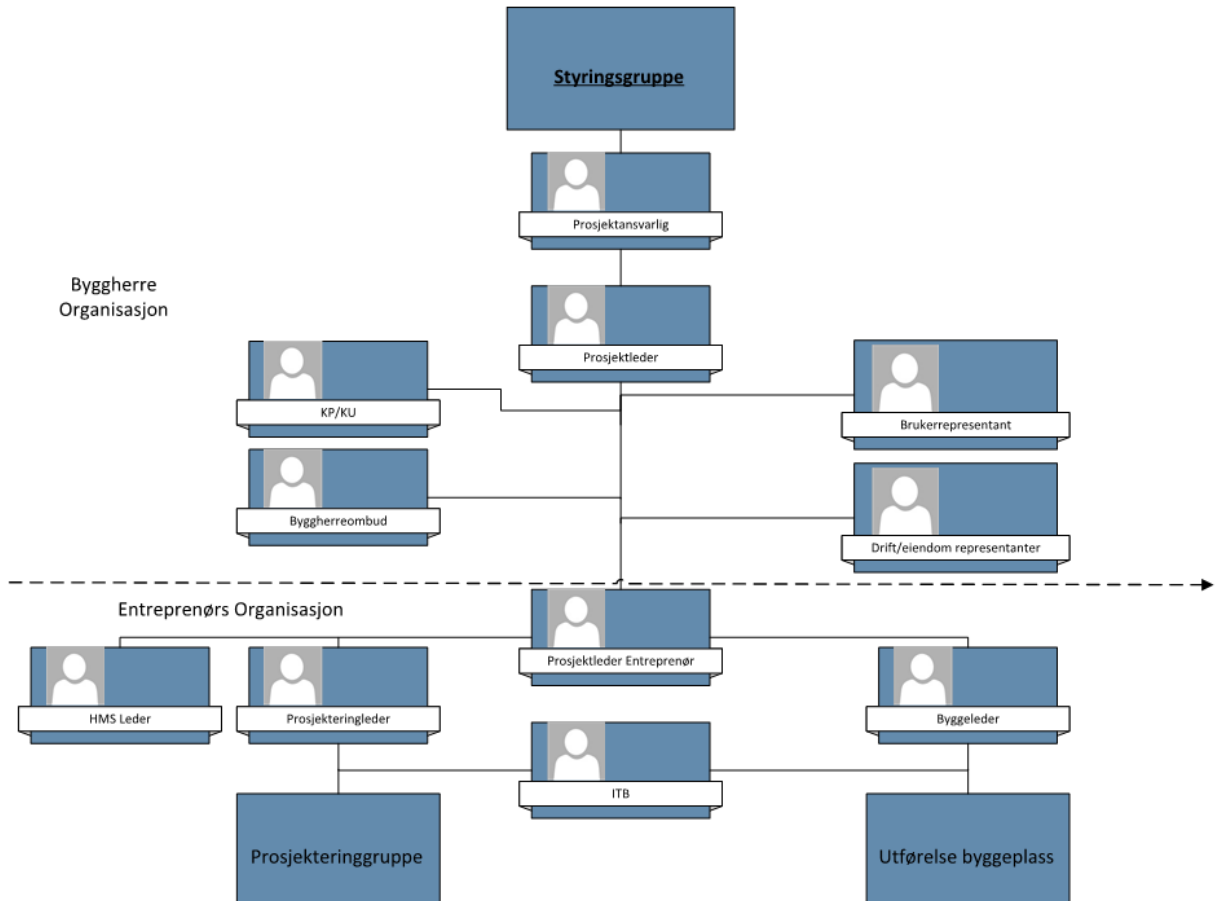 Styringsgruppe
Prosjektansvarlig
Byggherre
Organisasjon
Prosjektleder
KP/KU
Brukerrepresentant
Byggherreombud
Drift/eiendom representanter
Entreprenørs Organisasjon
Prosjektleder Entreprenør
HMS Leder
Prosjekteringleder
Byggeleder
ITB
Prosjekteringgruppe
Utførelse byggeplass